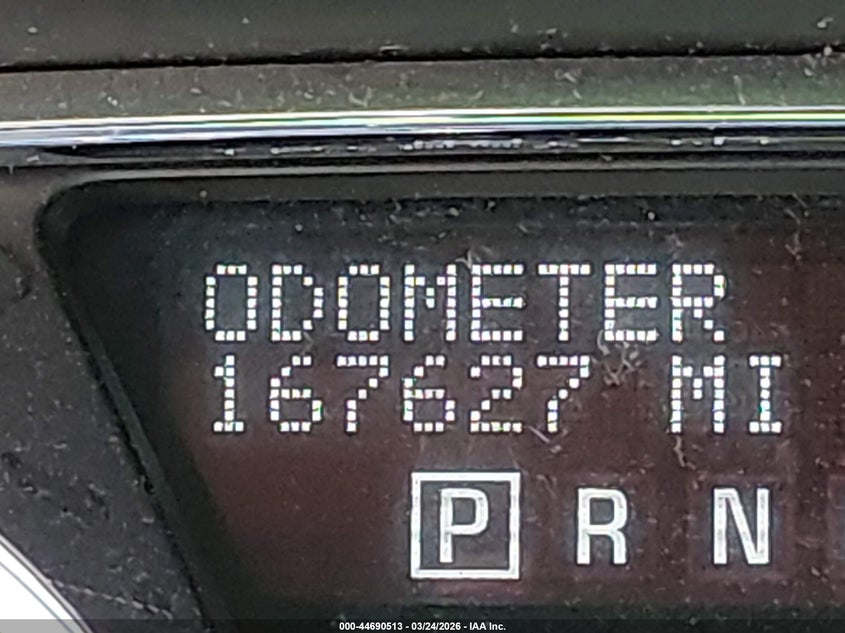 ODOMETER
167627 MI
P R N
000-44690513 - 03/24/2026 - IAA Inc.